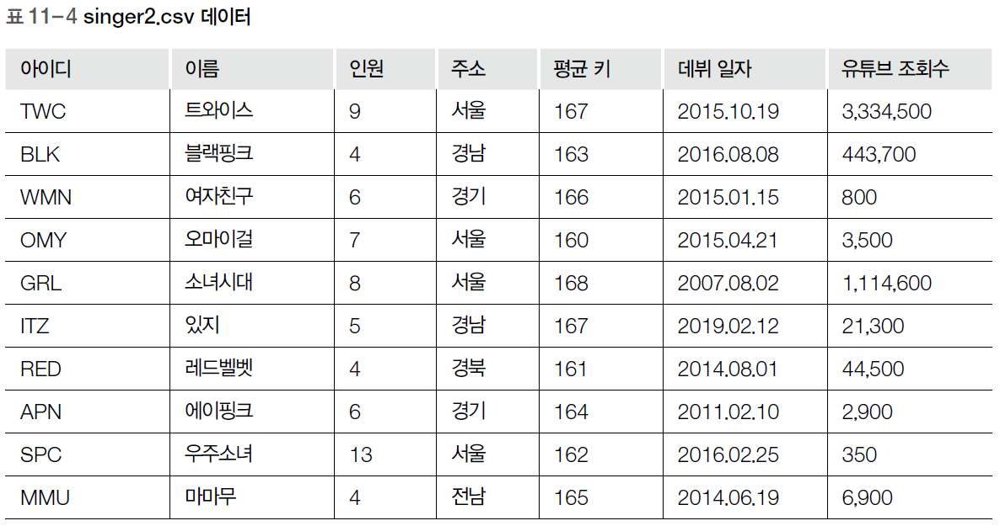 표 11-4 singer2.csv 데이터
아이디 이름 인원 주소 평균 키 데뷔 일자 유튜브 조회수
TWC 트와이스 9 서울 167 2015.10.19 3,334,500
BLK 블랙핑크 4 경남 163 2016.08.08 443,700
WMN 여자친구 6 경기 166 2015.01.15 800
OMY 오마이걸 7 서울 160 2015.04.21 3,500
GRL 소녀시대 8 서울 168 2007.08.02 1,114,600
ITZ 있지 5 경남 167 2019.02.12 21,300
RED 레드벨벳 4 경북 161 2014.08.01 44,500
APN 에이핑크 6 경기 164 2011.02.10 2,900
SPC 우주소녀 13 서울 162 2016.02.25 350
MMU 마마무 4 전남 165 2014.06.19 6,900